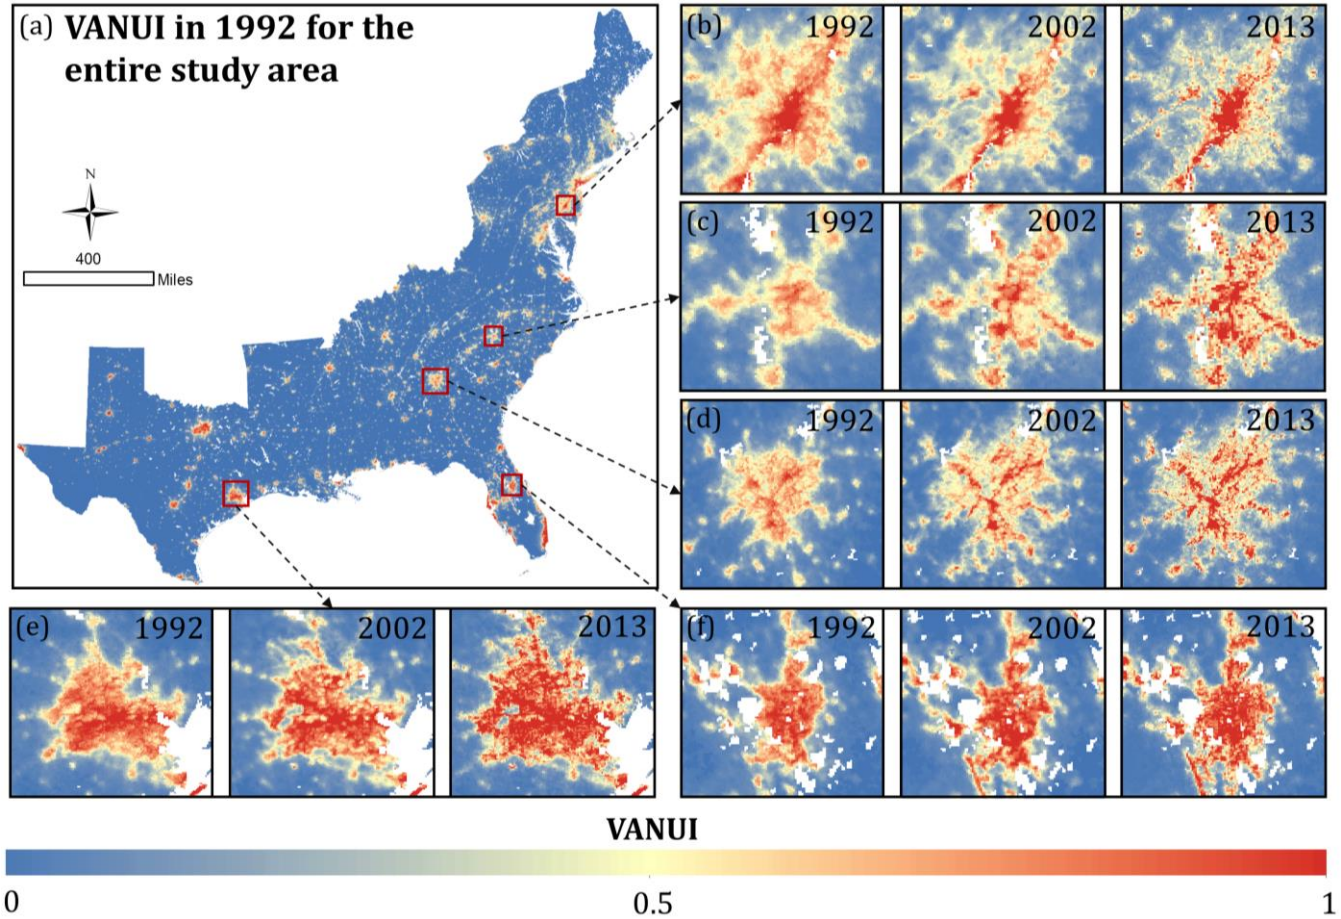 (a) VANUI in 1992 for the
entire study area
N
400
Miles
(b) 1992 2002 2013
(c) 1992 2002 2013
(d) 1992 2002 2013
(e) 1992 2002 2013
(f) 1992 2002 2013
VANUI
0 0.5 1